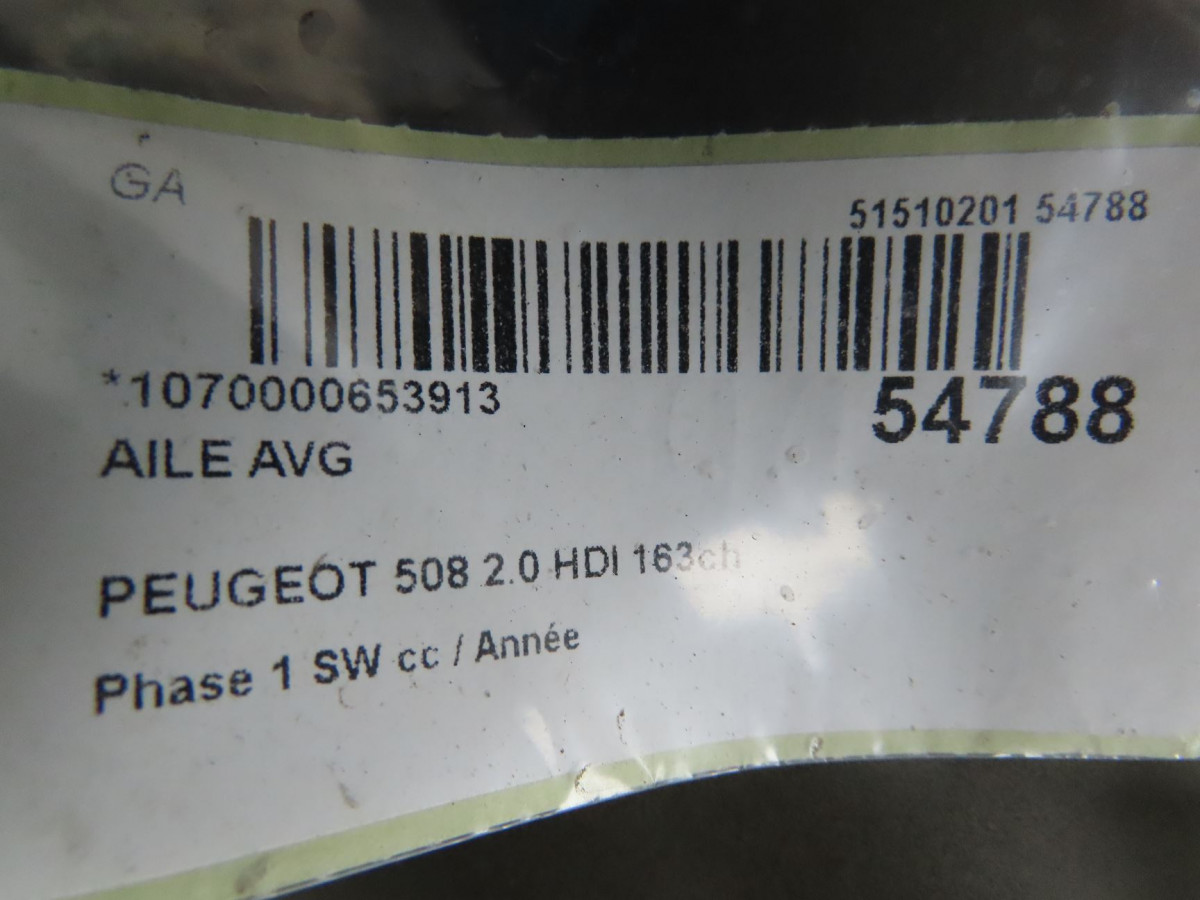 GA
51510201 54788
*1070000653913
54788
AILE AVG
PEUGEOT 508 2.0 HDI 163ch
Phase 1 SW cc / Année